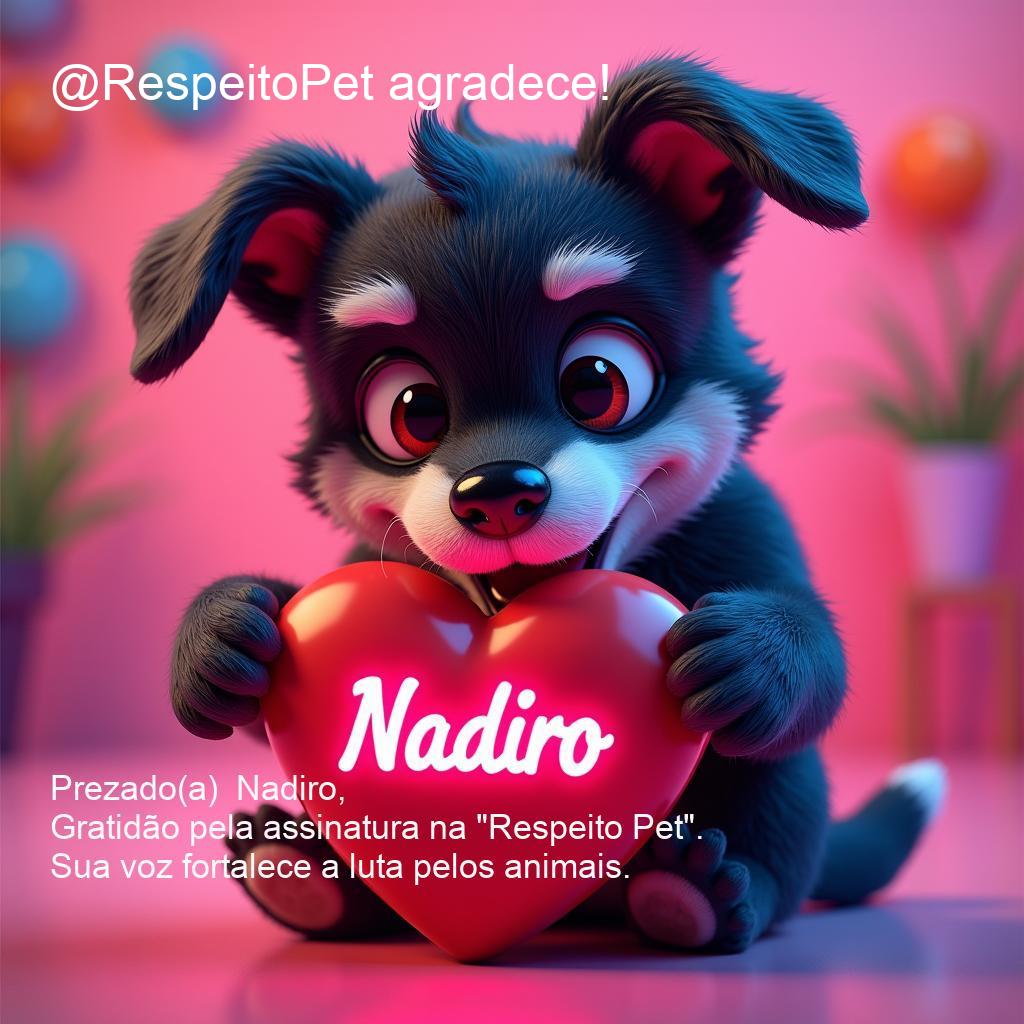 @RespeitoPet agradece!
Nadiro
Prezado(a)  Nadiro,
Gratidão pela assinatura na "Respeito Pet".
Sua voz fortalece a luta pelos animais.